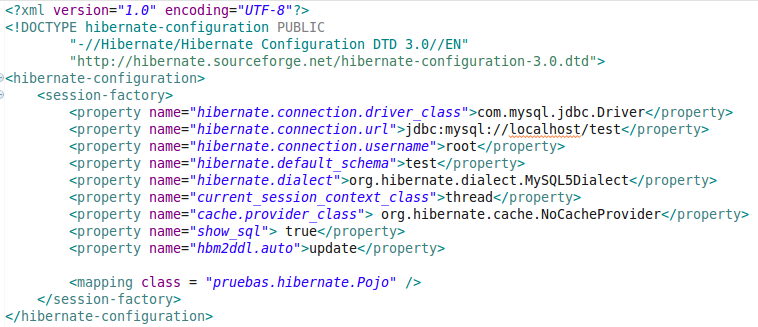 <?xml version="1.0" encoding="UTF-8"?>
<!DOCTYPE hibernate-configuration PUBLIC
        "-//Hibernate/Hibernate Configuration DTD 3.0//EN"
        "http://hibernate.sourceforge.net/hibernate-configuration-3.0.dtd">
<hibernate-configuration>
    <session-factory>
        <property name="hibernate.connection.driver_class">com.mysql.jdbc.Driver</property>
        <property name="hibernate.connection.url">jdbc:mysql://localhost/test</property>
        <property name="hibernate.connection.username">root</property>
        <property name="hibernate.default_schema">test</property>
        <property name="hibernate.dialect">org.hibernate.dialect.MySQL5Dialect</property>
        <property name="current_session_context_class">thread</property>
        <property name="cache.provider_class"> org.hibernate.cache.NoCacheProvider</property>
        <property name="show_sql"> true</property>
        <property name="hbm2ddl.auto">update</property>

        <mapping class = "pruebas.hibernate.Pojo" />
    </session-factory>
</hibernate-configuration>